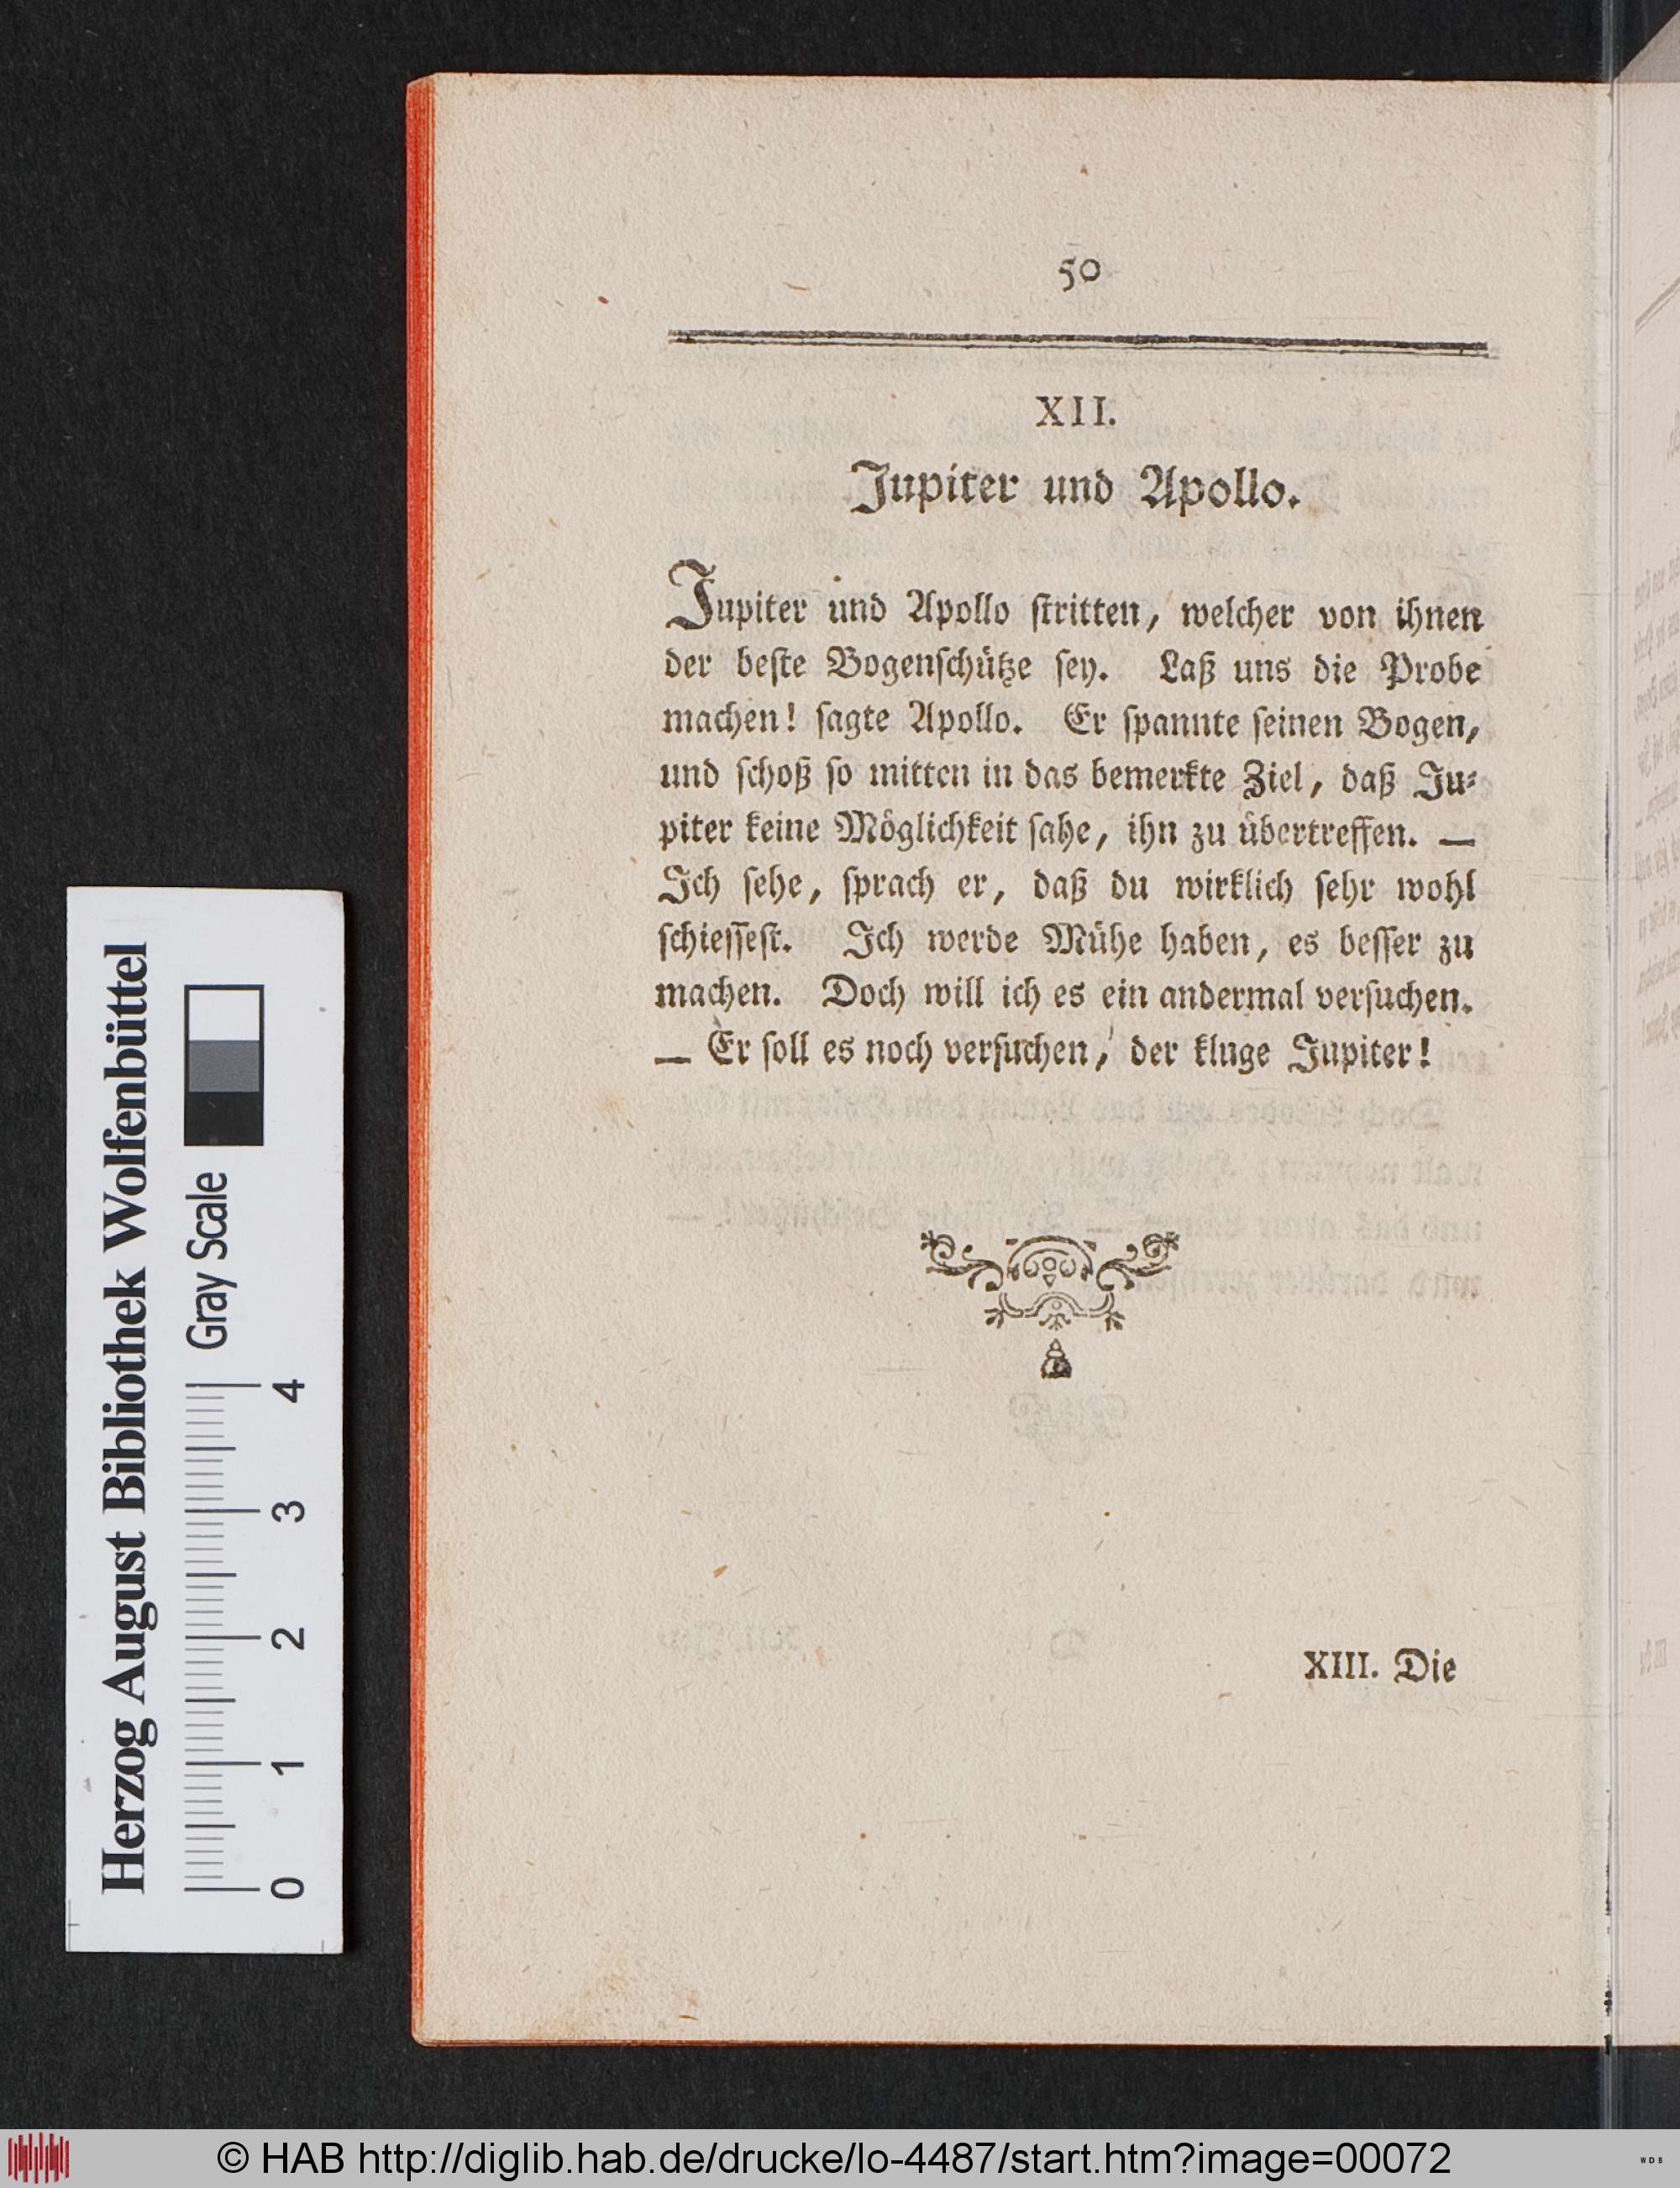 50
XII.
Jupiter und Apollo.
Jupiter und Apollo ſtritten, welcher von ihnen
der beſte Bogenſchütze ſey. Laß uns die Probe
machen! ſagte Apollo. Er ſpannte ſeinen Bogen,
und ſchoß ſo mitten in das bemerkte Ziel, daß Ju⸗
piter keine Möglichkeit ſahe, ihn zu übertreffen. —
Ich ſehe, ſprach er, daß du wirklich ſehr wohl
ſchieſſeſt. Ich werde Mühe haben, es beſſer zu
machen. Doch will ich es ein andermal verſuchen.
— Er ſoll es noch verſuchen, der kluge Jupiter!
XIII. Die
Herzog August Bibliothek Wolfenbüttel
Gray Scale
0 1 2 3 4
© HAB http://diglib.hab.de/drucke/lo-4487/start.htm?image=00072
WDB